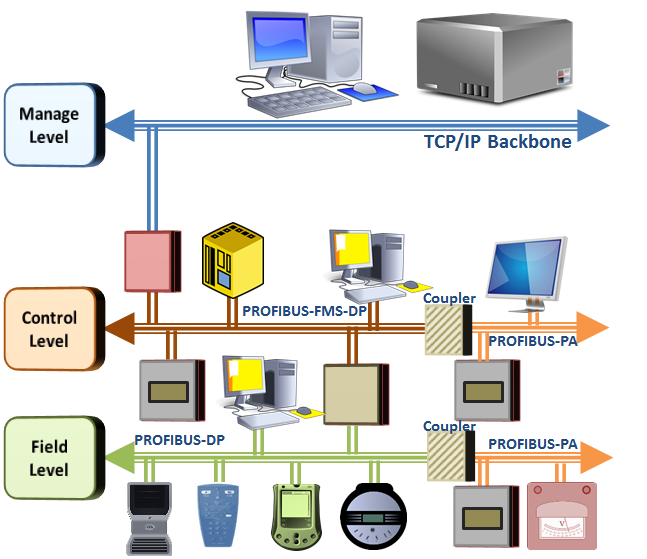 Manage
Level
TCP/IP Backbone
Control
Level
PROFIBUS-FMS-DP
Coupler
PROFIBUS-PA
Field
Level
PROFIBUS-DP
Coupler
PROFIBUS-PA
V